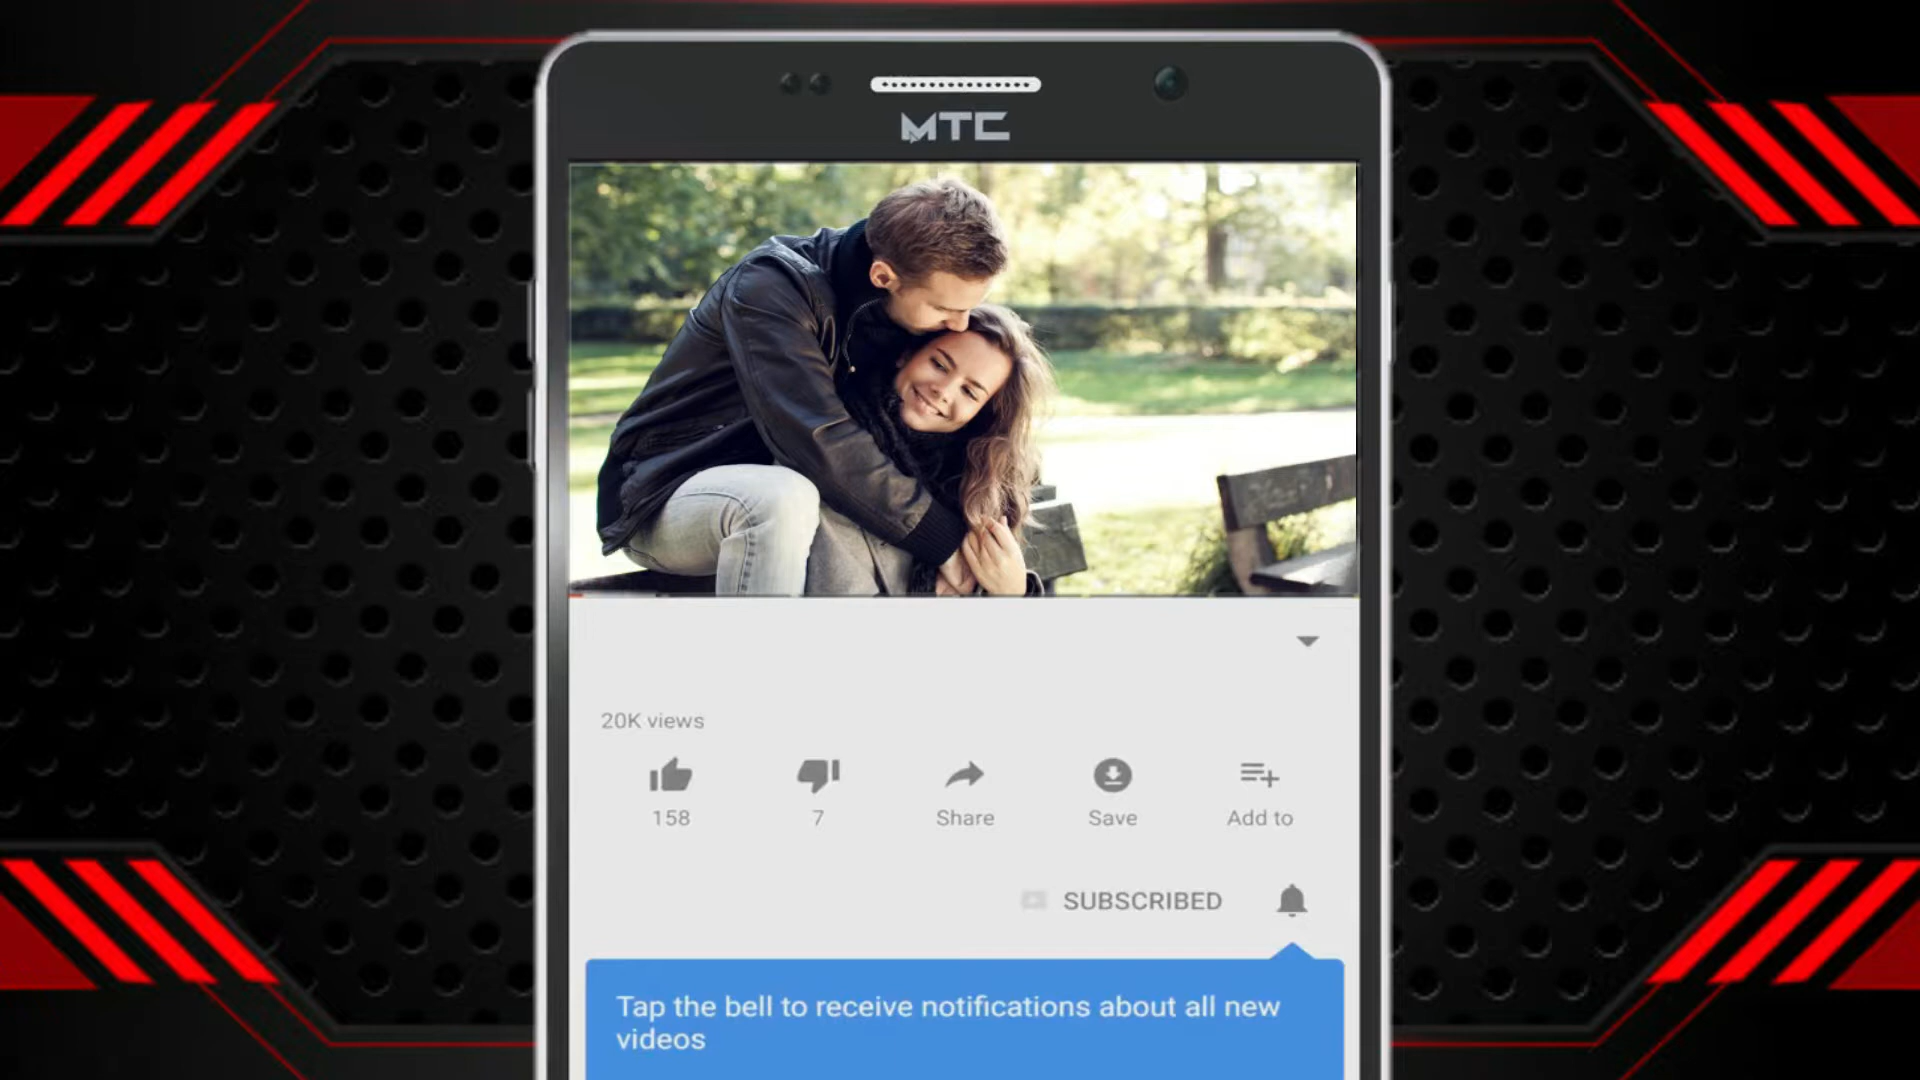 MTC
20K views
158
7
Share
Save
Add to
SUBSCRIBED
Tap the bell to receive notifications about all new
videos